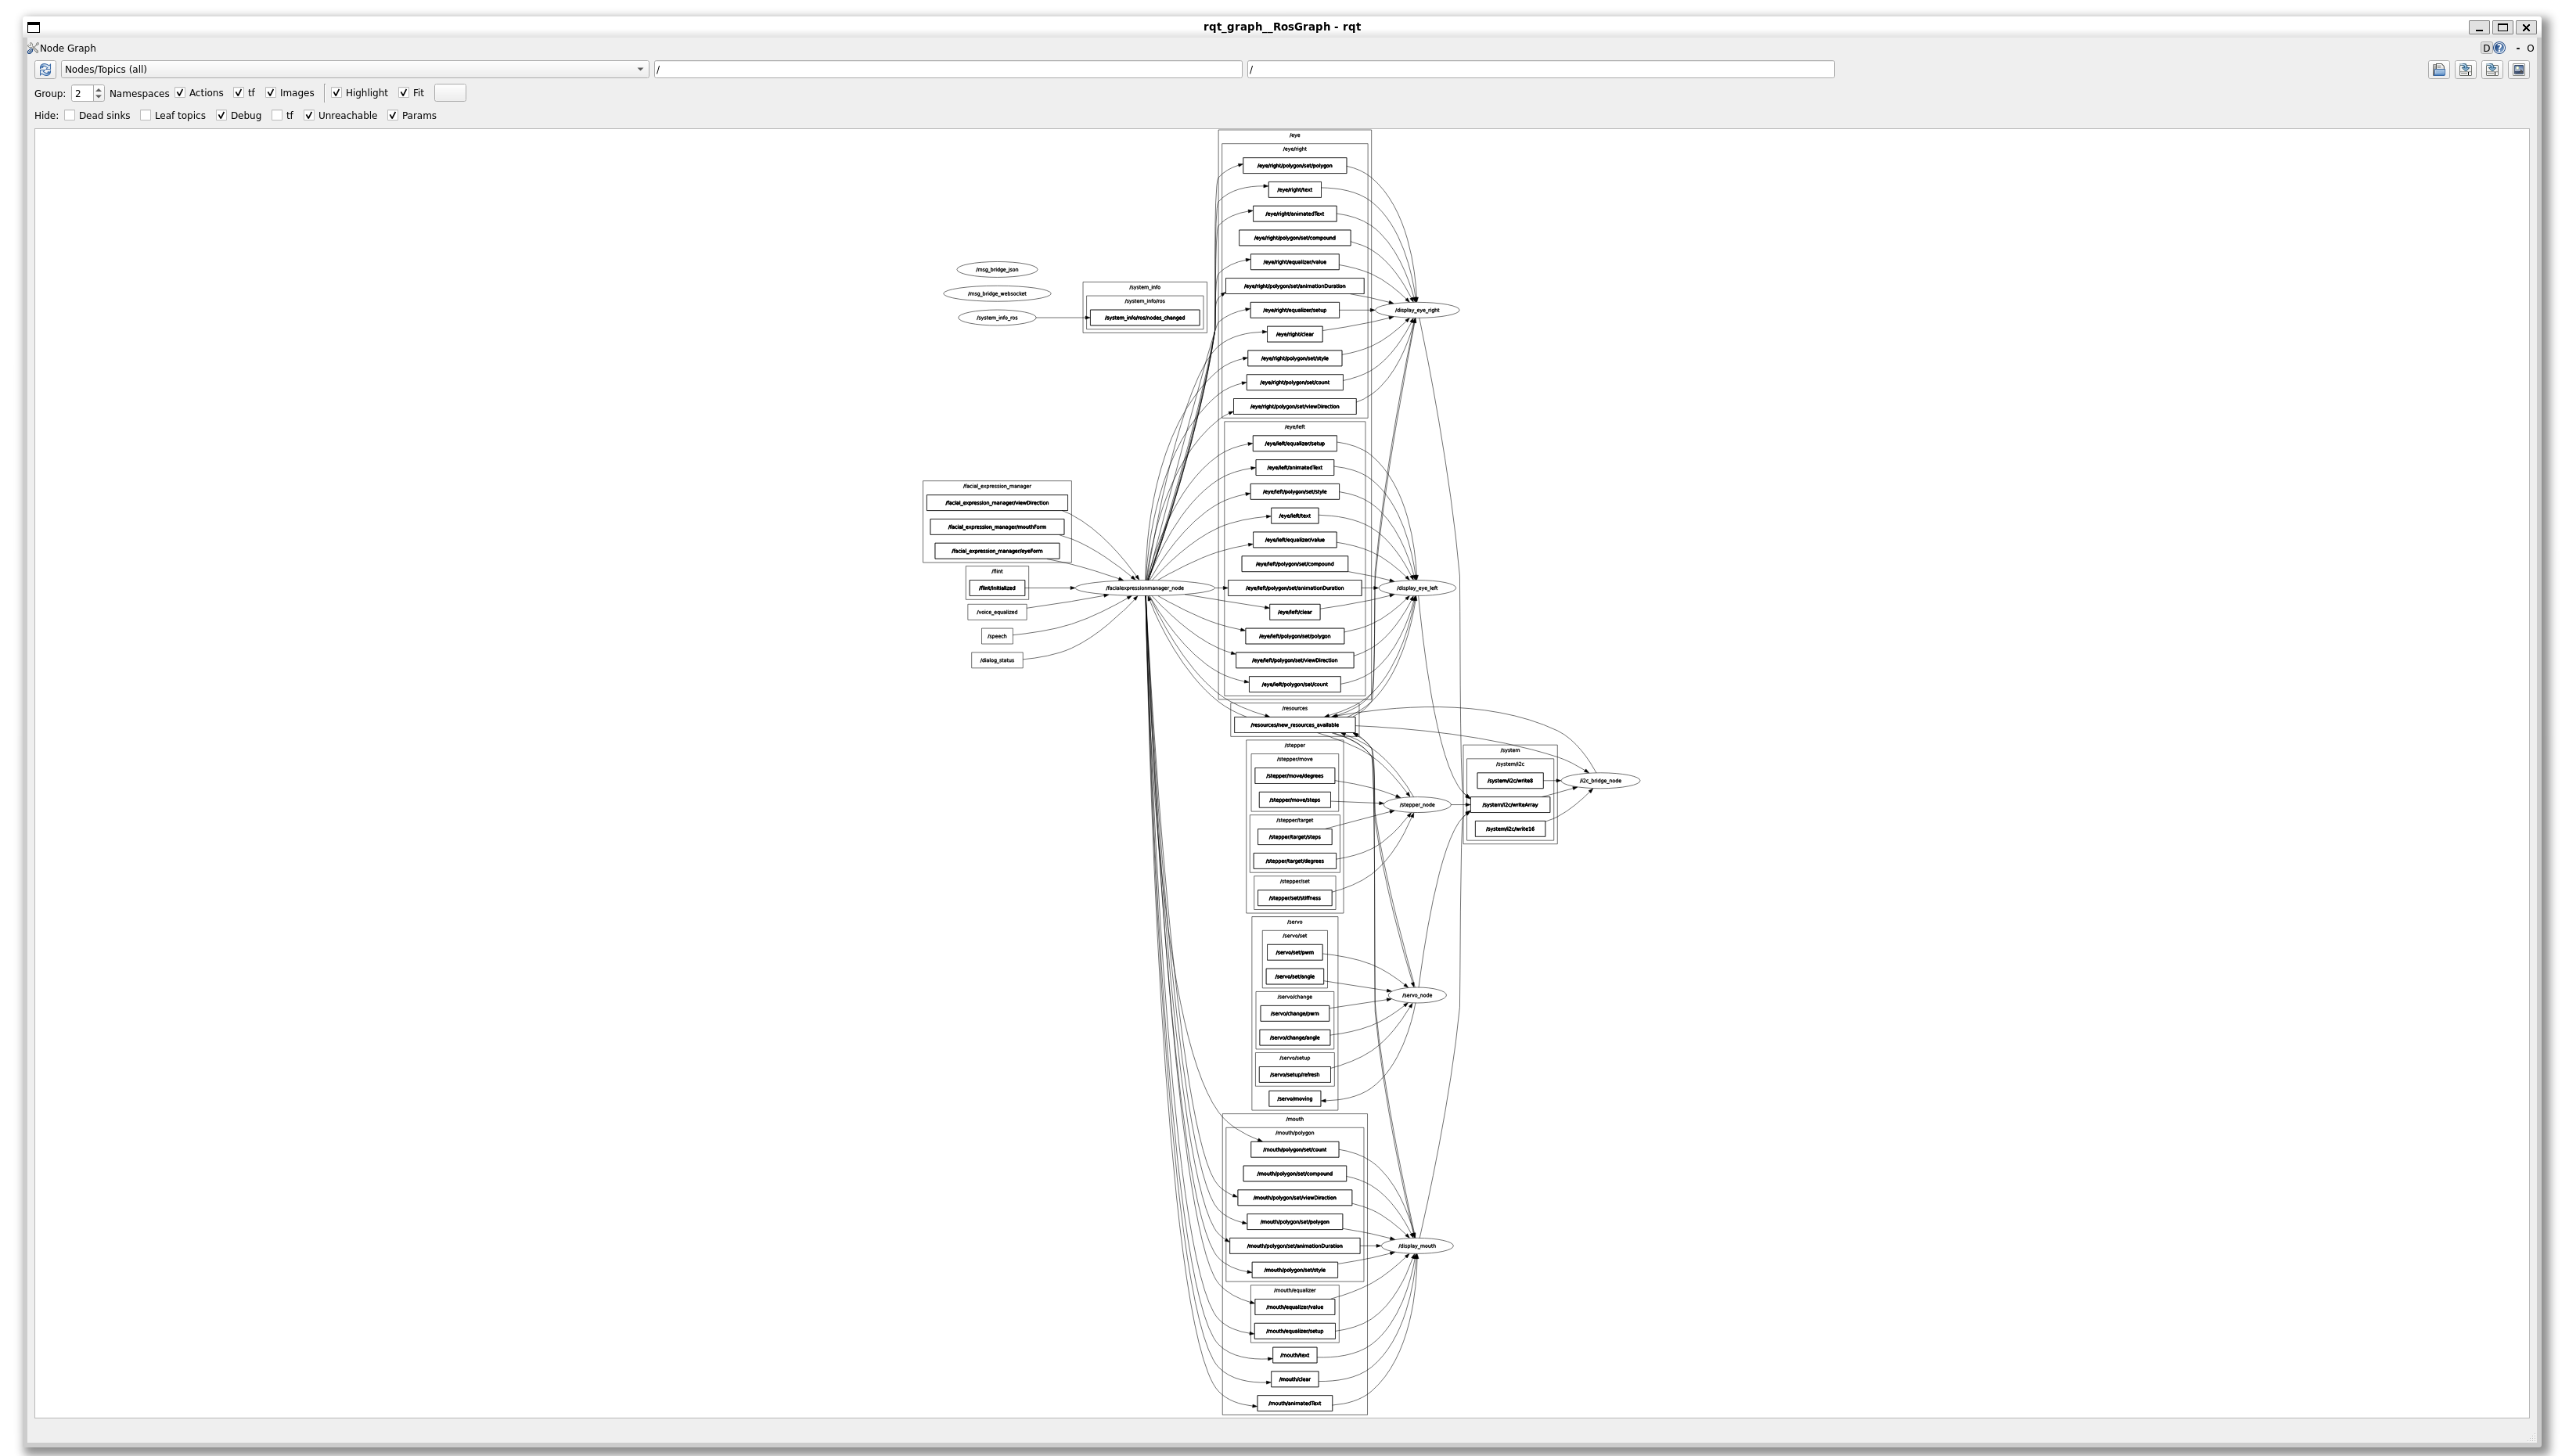 rqt_graph__RosGraph - rqt
Node Graph
D - O
Nodes/Topics (all) / /
Group: 2 Namespaces Actions tf Images Highlight Fit
Hide: Dead sinks Leaf topics Debug tf Unreachable Params
/msg_bridge_json
/msg_bridge_websocket
/system_info_ros
/system_info
/system_info/ros
/system_info/ros/nodes_changed
/facial_expression_manager
/facial_expression_manager/viewDirection
/facial_expression_manager/mouthForm
/facial_expression_manager/eyeForm
/flint
/flint/initialized
/voice_equalized
/speech
/dialog_status
/facialexpressionmanager_node
/eye
/eye/right
/eye/right/polygon/set/polygon
/eye/right/text
/eye/right/animatedText
/eye/right/polygon/set/compound
/eye/right/equalizer/value
/eye/right/polygon/set/animationDuration
/eye/right/equalizer/setup
/eye/right/clear
/eye/right/polygon/set/style
/eye/right/polygon/set/count
/eye/right/polygon/set/viewDirection
/eye/left
/eye/left/equalizer/setup
/eye/left/animatedText
/eye/left/polygon/set/style
/eye/left/text
/eye/left/equalizer/value
/eye/left/polygon/set/compound
/eye/left/polygon/set/animationDuration
/eye/left/clear
/eye/left/polygon/set/polygon
/eye/left/polygon/set/viewDirection
/eye/left/polygon/set/count
/resources
/resources/new_resources_available
/stepper
/stepper/move
/stepper/move/degrees
/stepper/move/steps
/stepper/target
/stepper/target/steps
/stepper/target/degrees
/stepper/set
/stepper/set/stiffness
/servo
/servo/set
/servo/set/pwm
/servo/set/angle
/servo/change
/servo/change/pwm
/servo/change/angle
/servo/setup
/servo/setup/refresh
/servo/moving
/mouth
/mouth/polygon
/mouth/polygon/set/count
/mouth/polygon/set/compound
/mouth/polygon/set/viewDirection
/mouth/polygon/set/polygon
/mouth/polygon/set/animationDuration
/mouth/polygon/set/style
/mouth/equalizer
/mouth/equalizer/value
/mouth/equalizer/setup
/mouth/text
/mouth/clear
/mouth/animatedText
/display_eye_right
/display_eye_left
/stepper_node
/servo_node
/display_mouth
/system
/system/i2c
/system/i2c/write8
/system/i2c/writeArray
/system/i2c/write16
/i2c_bridge_node